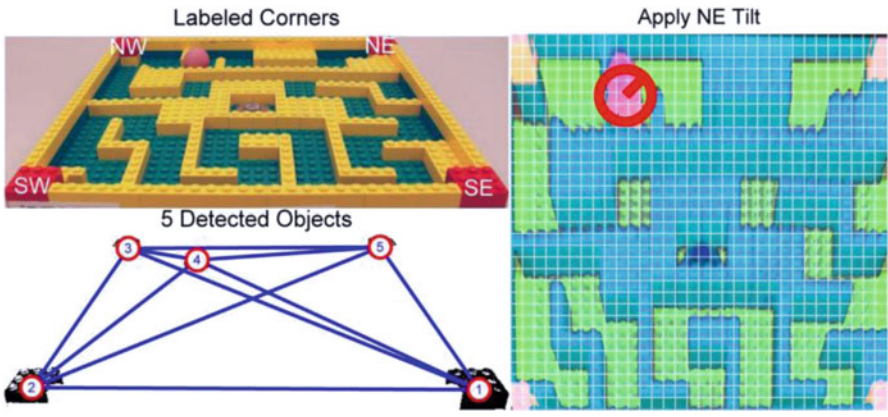 Labeled Corners
NW
NE
SW
SE
5 Detected Objects
3
4
5
2
1
Apply NE Tilt